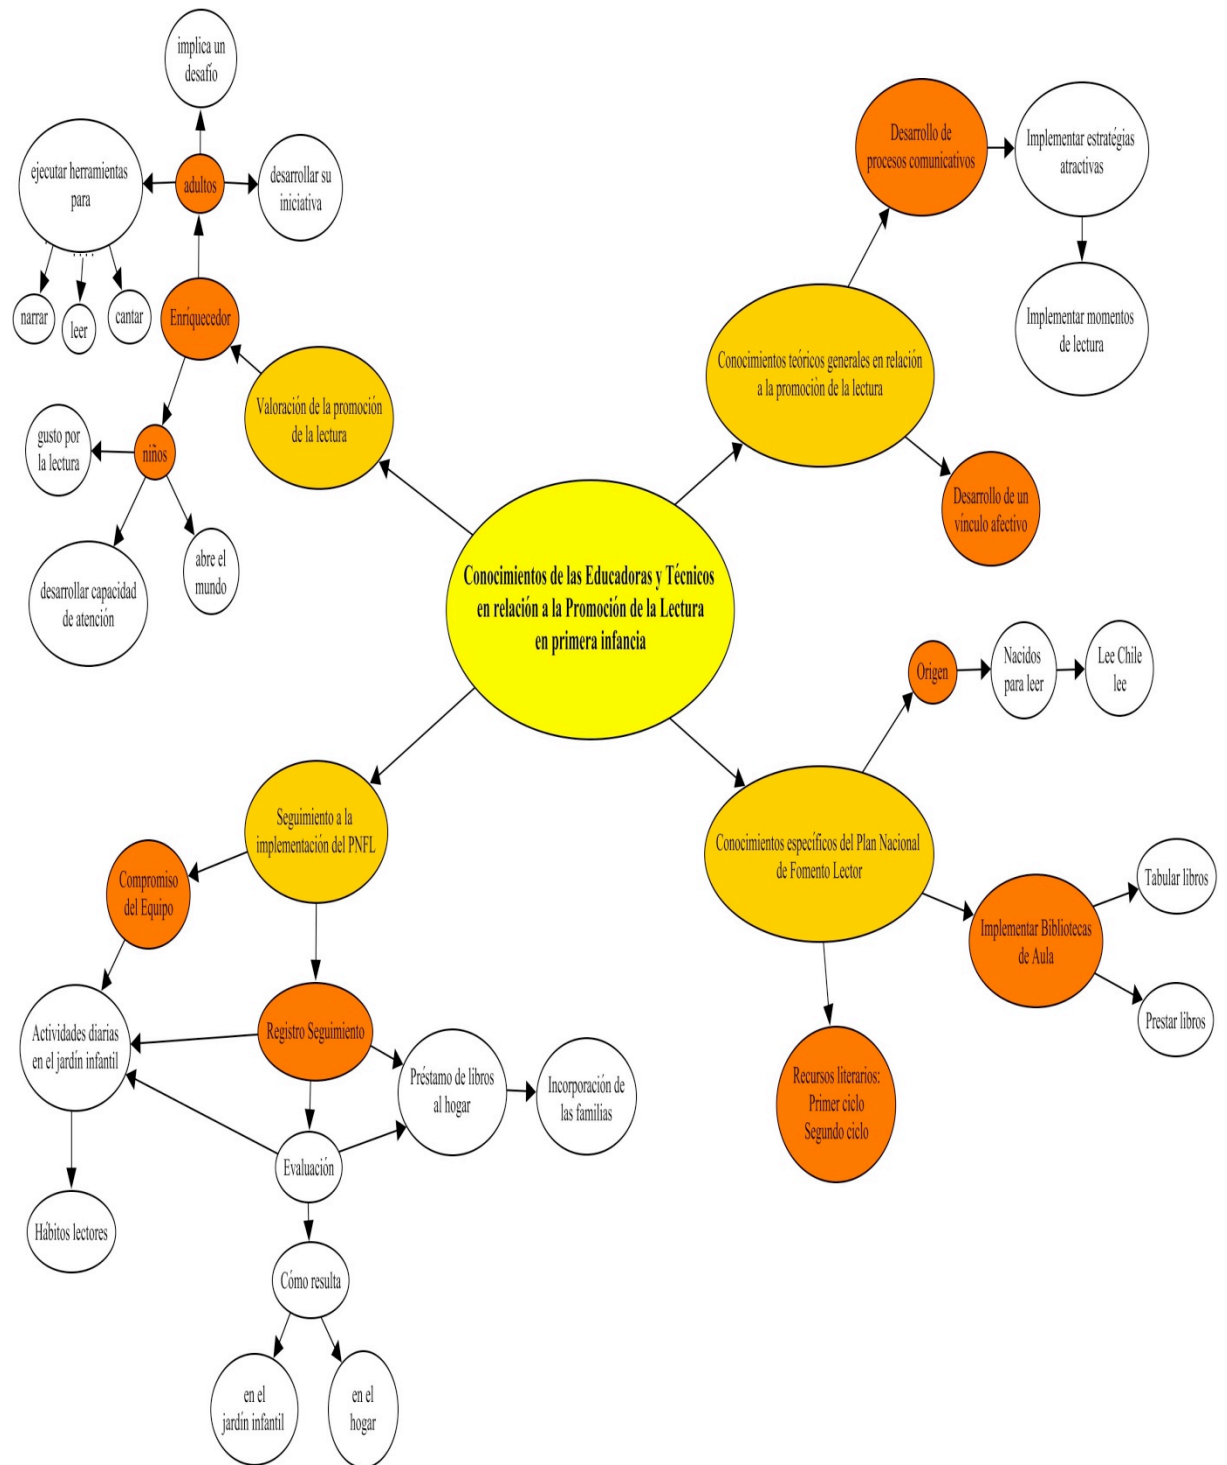 implica un
desafío
ejecutar herramientas
para
adultos
desarrollar su
iniciativa
narrar
leer
cantar
Enriquecedor
Valoración de la promoción
de la lectura
gusto por
la lectura
niños
desarrollar capacidad
de atención
abre el
mundo
Desarrollo de
procesos comunicativos
Implementar estratégias
atractivas
Implementar momentos
de lectura
Conocimientos teóricos generales en relación
a la promociòn de la lectura
Desarrollo de un
vínculo afectivo
Conocimientos de las Educadoras y Técnicos
en relación a la Promoción de la Lectura
en primera infancia
Origen
Nacidos
para leer
Lee Chile
lee
Conocimientos específicos del Plan Nacional
de Fomento Lector
Tabular libros
Implementar Bibliotecas
de Aula
Prestar libros
Recursos literarios:
Primer ciclo
Segundo ciclo
Seguimiento a la
implementación del PNFL
Compromiso
del Equipo
Actividades diarias
en el jardín infantil
Registro Seguimiento
Préstamo de libros
al hogar
Incorporación de
las familias
Evaluación
Hábitos lectores
Cómo resulta
en el
jardín infantil
en el
hogar